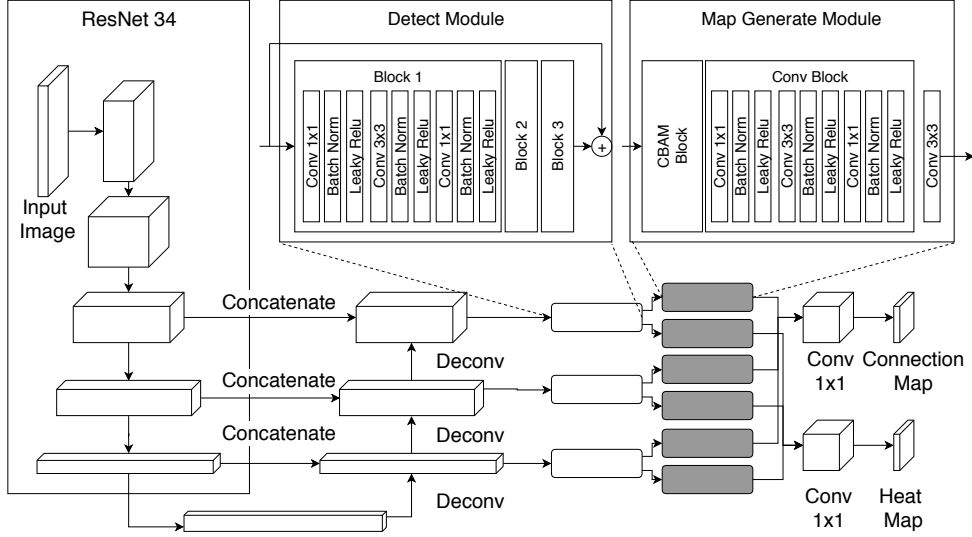 ResNet 34
Detect Module
Map Generate Module
Input
Image
Block 1
Conv 1x1
Batch Norm
Leaky Relu
Conv 3x3
Batch Norm
Leaky Relu
Conv 1x1
Batch Norm
Leaky Relu
Block 2
Block 3
+
CBAM
Block
Conv Block
Conv 1x1
Batch Norm
Leaky Relu
Conv 3x3
Batch Norm
Leaky Relu
Conv 1x1
Batch Norm
Leaky Relu
Conv 3x3
Concatenate
Deconv
Concatenate
Deconv
Concatenate
Deconv
Conv
1x1
Connection
Map
Conv
1x1
Heat
Map